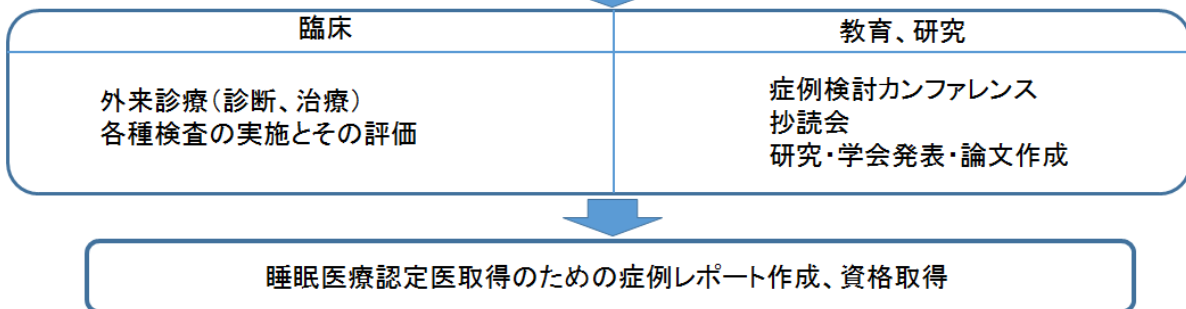 臨床
教育、研究
外来診療(診断、治療)
各種検査の実施とその評価
症例検討カンファレンス
抄読会
研究・学会発表・論文作成
睡眠医療認定医取得のための症例レポート作成、資格取得